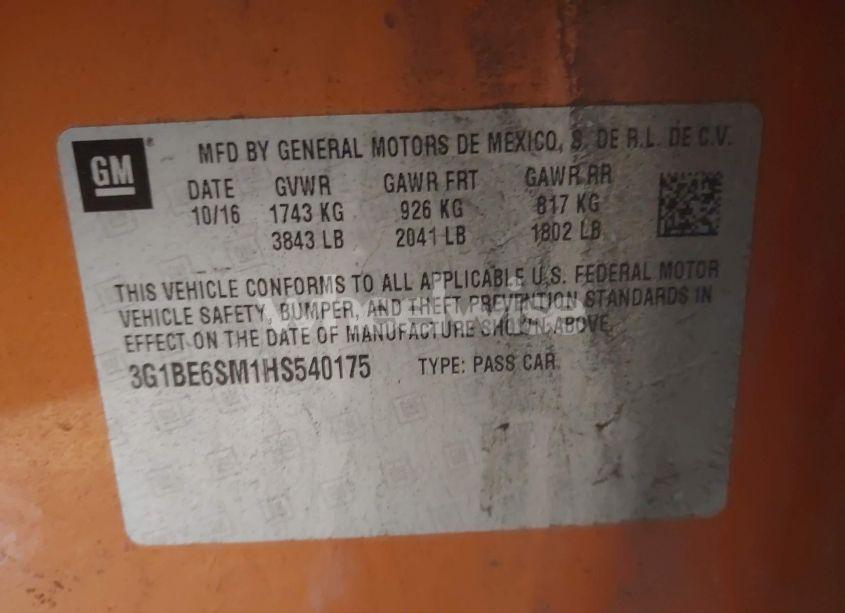 GM
MFD BY GENERAL MOTORS DE MEXICO, S. DE R.L. DE C.V.
DATE GVWR GAWR FRT GAWR RR
10/16 1743 KG 926 KG 817 KG
3843 LB 2041 LB 1802 LB
THIS VEHICLE CONFORMS TO ALL APPLICABLE U.S. FEDERAL MOTOR
VEHICLE SAFETY, BUMPER, AND THEFT PREVENTION STANDARDS IN
EFFECT ON THE DATE OF MANUFACTURE SHOWN ABOVE.
3G1BE6SM1HS540175 TYPE: PASS CAR